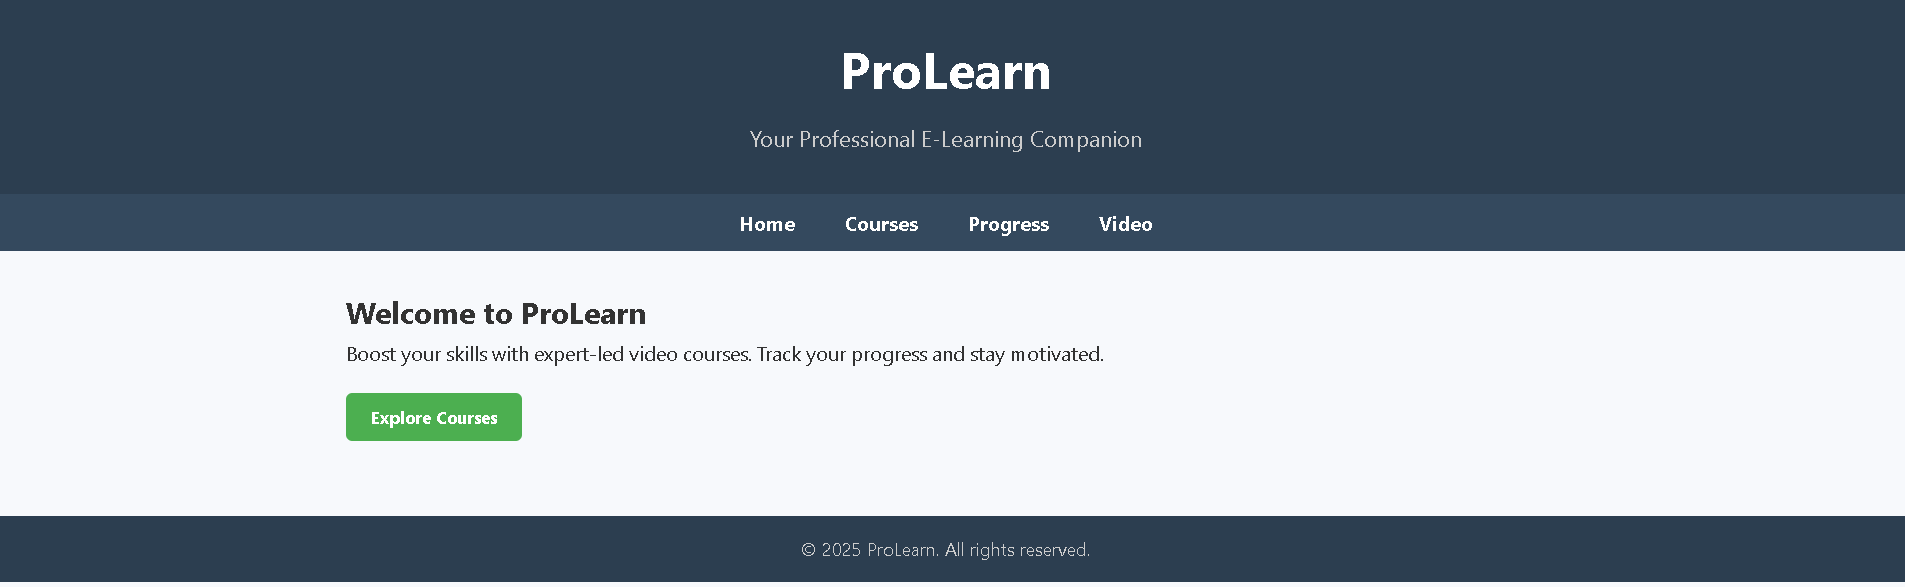 ProLearn
Your Professional E-Learning Companion
Home Courses Progress Video
Welcome to ProLearn
Boost your skills with expert-led video courses. Track your progress and stay motivated.
Explore Courses
© 2025 ProLearn. All rights reserved.